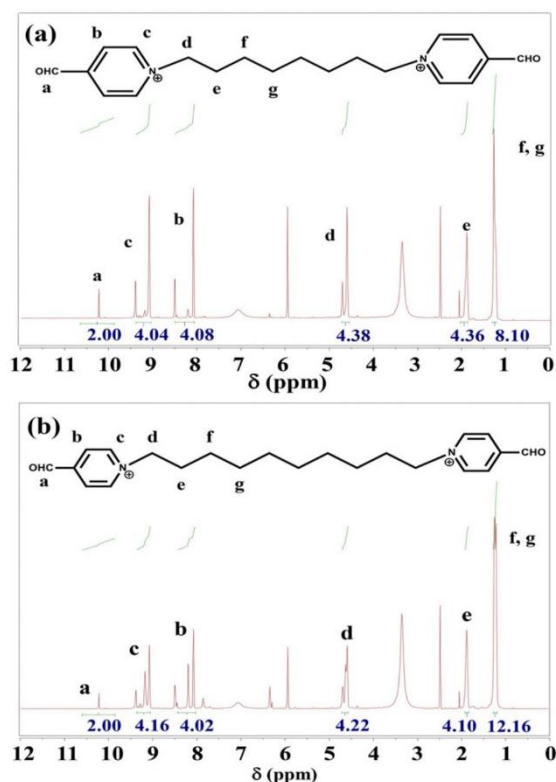 (a)
b c d f
OHC N ⊕ N ⊕ CHO
a e g
f, g
b
c d e
a
2.00 4.04 4.08 4.38 4.36 8.10
12 11 10 9 8 7 6 5 4 3 2 1 0
δ (ppm)
(b)
b c d f
OHC N ⊕ N ⊕ CHO
a e g
f, g
b d
c e
a
2.00 4.16 4.02 4.22 4.10 12.16
12 11 10 9 8 7 6 5 4 3 2 1 0
δ (ppm)